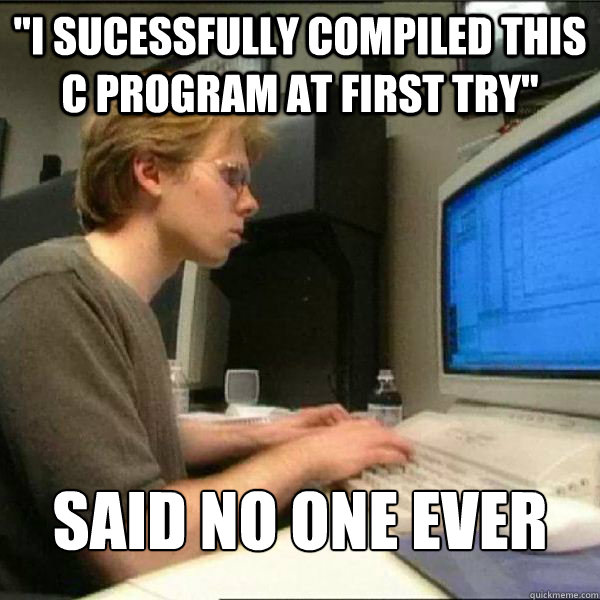 "I SUCESSFULLY COMPILED THIS
C PROGRAM AT FIRST TRY"
SAID NO ONE EVER
quickmeme.com